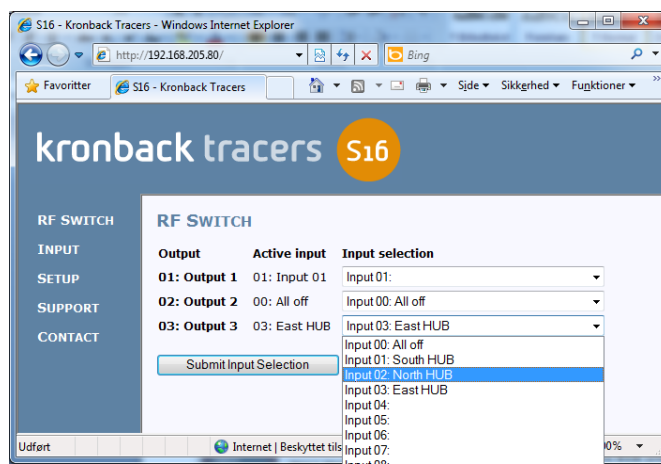 S16 - Kronback Tracers - Windows Internet Explorer
http://192.168.205.80/
Bing
Favoritter
S16 - Kronback Tracers
Side
Sikkerhed
Funktioner
kronback tracers S16
RF SWITCH
INPUT
SETUP
SUPPORT
CONTACT
RF SWITCH
Output Active input Input selection
01: Output 1 01: Input 01 Input 01:
02: Output 2 00: All off Input 00: All off
03: Output 3 03: East HUB Input 03: East HUB
Submit Input Selection
Input 00: All off
Input 01: South HUB
Input 02: North HUB
Input 03: East HUB
Input 04:
Input 05:
Input 06:
Input 07:
Udført
Internet | Beskyttet tils